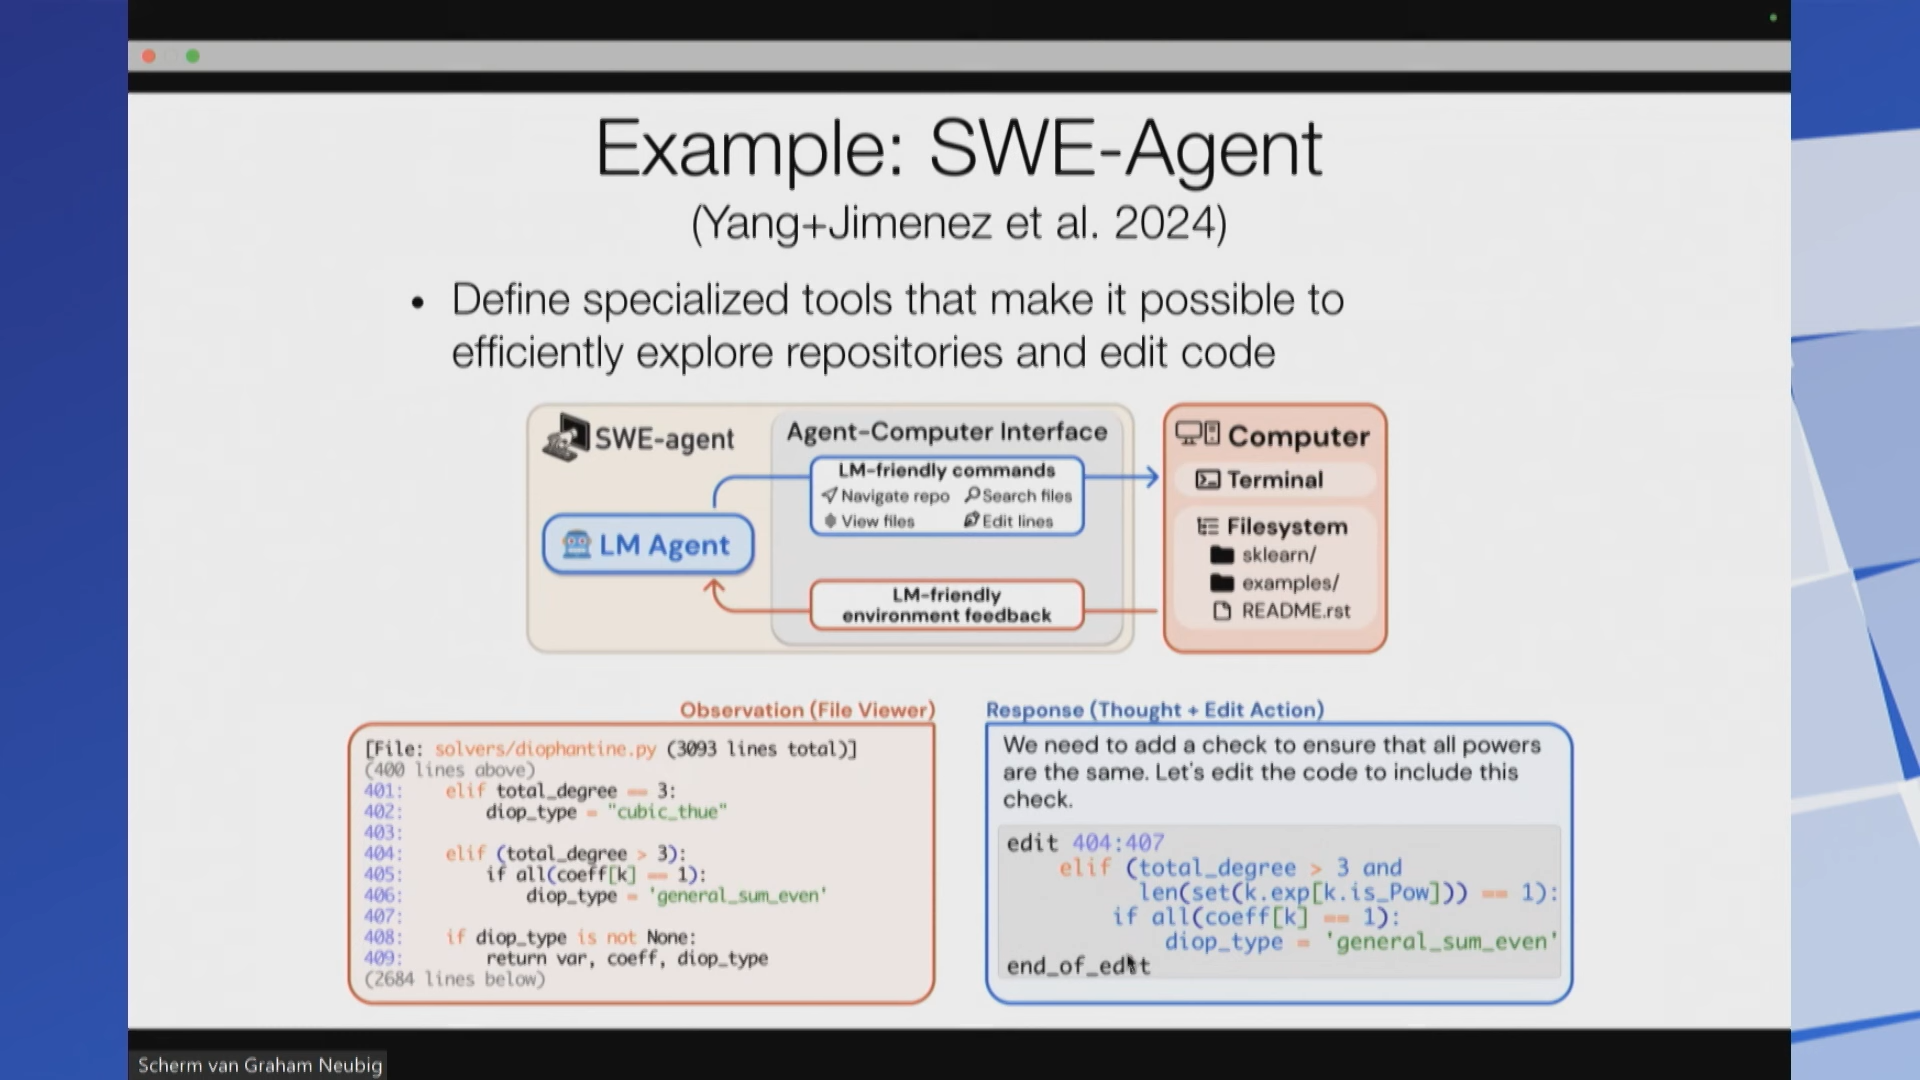 Example: SWE-Agent
(Yang+Jimenez et al. 2024)
• Define specialized tools that make it possible to
efficiently explore repositories and edit code
SWE-agent
LM Agent
Agent-Computer Interface
LM-friendly commands
Navigate repo Search files
View files Edit lines
LM-friendly
environment feedback
Computer
Terminal
Filesystem
sklearn/
examples/
README.rst
Observation (File Viewer)
[File: solvers/diophantine.py (3093 lines total)]
(400 lines above)
401: elif total_degree == 3:
402: diop_type = "cubic_thue"
403:
404: elif (total_degree > 3):
405: if all(coeff[k] == 1):
406: diop_type = 'general_sum_even'
407:
408: if diop_type is not None:
409: return var, coeff, diop_type
(2684 lines below)
Response (Thought + Edit Action)
We need to add a check to ensure that all powers
are the same. Let's edit the code to include this
check.
edit 404:407
elif (total_degree > 3 and
len(set(k.exp[k.is_Pow])) == 1):
if all(coeff[k] == 1):
diop_type = 'general_sum_even'
end_of_edit
Scherm van Graham Neubig